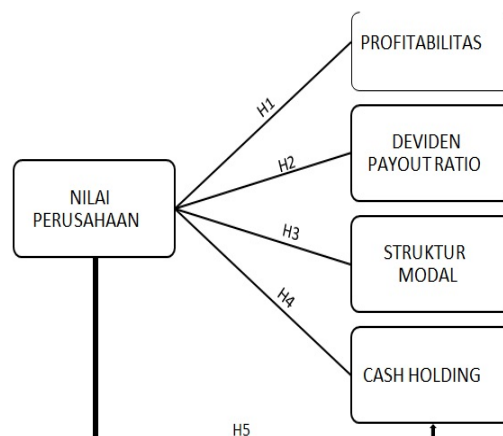 PROFITABILITAS
H1
DEVIDEN
PAYOUT RATIO
H2
NILAI
PERUSAHAAN
H3
STRUKTUR
MODAL
H4
CASH HOLDING
H5